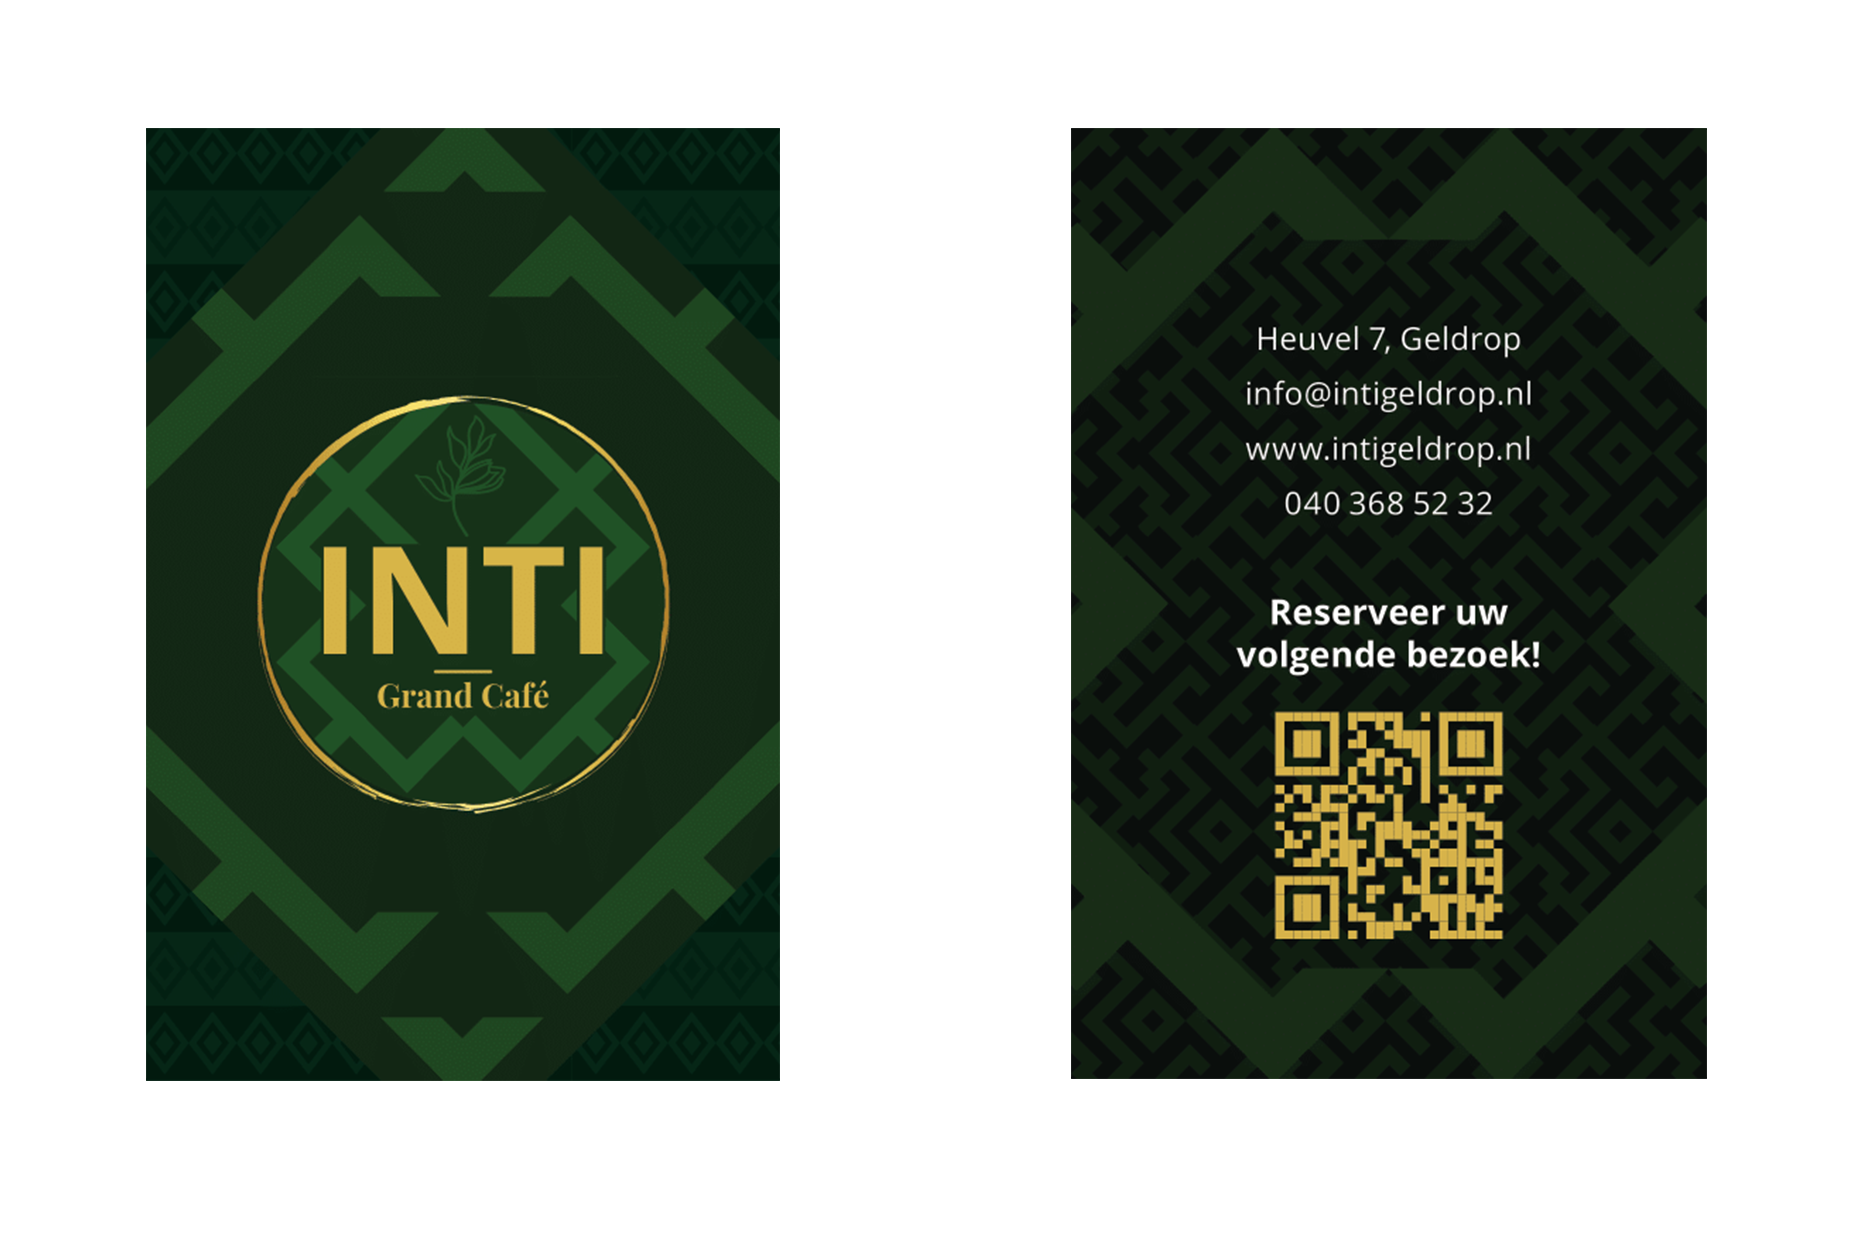 INTI
Grand Café
Heuvel 7, Geldrop
info@intigeldrop.nl
www.intigeldrop.nl
040 368 52 32
Reserveer uw
volgende bezoek!